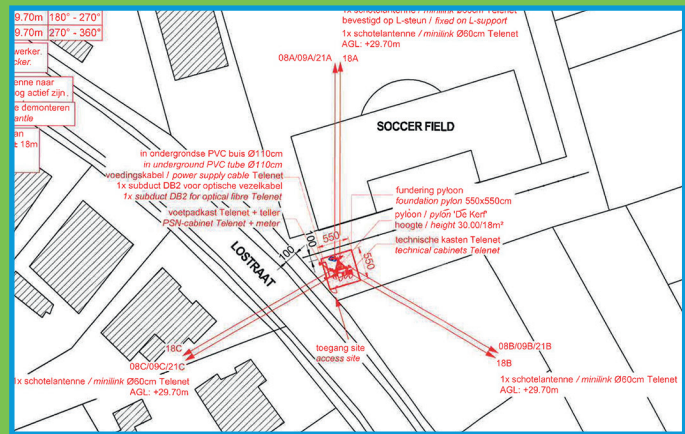 9.70m 180° - 270°
9.70m 270° - 360°
werker.
cker.
enne naar
og actief zijn.
e demonteren
antle
an
± 18m
bevestigd op L-steun / fixed on L-support
1x schotelantenne / minilink Ø60cm Telenet
AGL: +29.70m
08A/09A/21A 18A
SOCCER FIELD
in ondergrondse PVC buis Ø110cm
in underground PVC tube Ø110cm
voedingskabel / power supply cable Telenet
1x subduct DB2 voor optische vezelkabel
1x subduct DB2 for optical fibre Telenet
voetpadkast Telenet + teller
PSN-cabinet Telenet + meter
fundering pyloon
foundation pylon 550x550cm
pyloon / pylon 'De Kerf'
hoogte / height 30.00/18m²
technische kasten Telenet
technical cabinets Telenet
550
550
100
100
LOSTRAAT
toegang site
access site
18C
08C/09C/21C
1x schotelantenne / minilink Ø60cm Telenet
AGL: +29.70m
08B/09B/21B
18B
1x schotelantenne / minilink Ø60cm Telenet
AGL: +29.70m